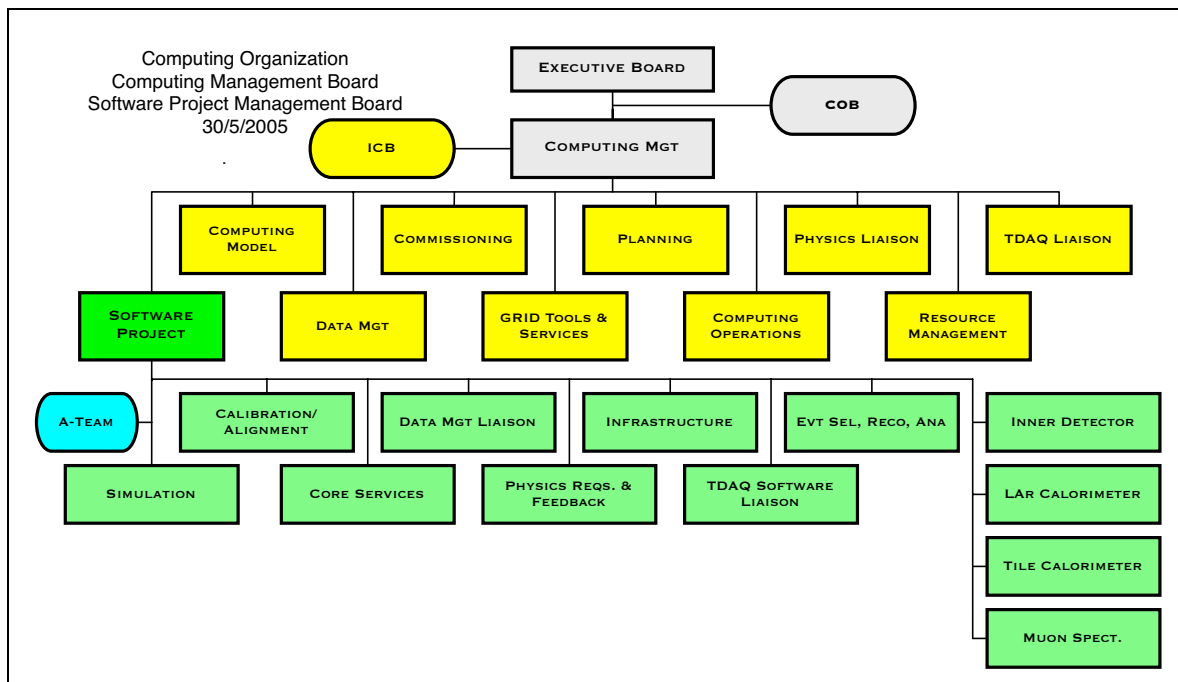 Computing Organization
Computing Management Board
Software Project Management Board
30/5/2005
.
EXECUTIVE BOARD
COB
ICB
COMPUTING MGT
COMPUTING
MODEL
COMMISSIONING
PLANNING
PHYSICS LIAISON
TDAQ LIAISON
SOFTWARE
PROJECT
DATA MGT
GRID TOOLS &
SERVICES
COMPUTING
OPERATIONS
RESOURCE
MANAGEMENT
A-TEAM
CALIBRATION/
ALIGNMENT
DATA MGT LIAISON
INFRASTRUCTURE
EVT SEL, RECO, ANA
INNER DETECTOR
SIMULATION
CORE SERVICES
PHYSICS REQS. &
FEEDBACK
TDAQ SOFTWARE
LIAISON
LAR CALORIMETER
TILE CALORIMETER
MUON SPECT.